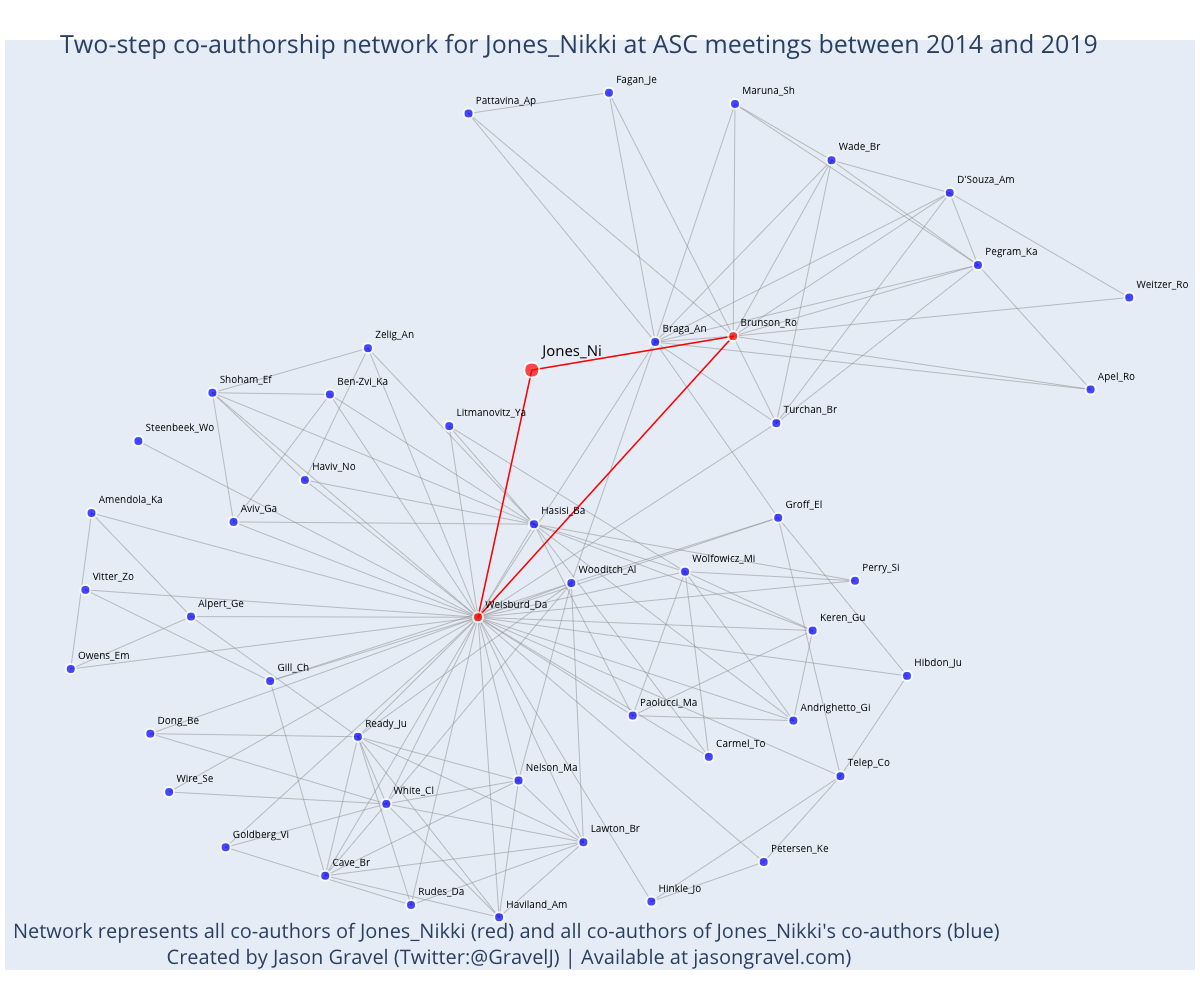 Two-step co-authorship network for Jones_Nikki at ASC meetings between 2014 and 2019
Fagan_Je
Maruna_Sh
Pattavina_Ap
Wade_Br
D'Souza_Am
Pegram_Ka
Weitzer_Ro
Brunson_Ro
Braga_An
Zelig_An
Jones_Ni
Apel_Ro
Shoham_Ef
Ben-Zvi_Ka
Litmanovitz_Ya
Turchan_Br
Steenbeek_Wo
Haviv_No
Amendola_Ka
Aviv_Ga
Hasisi_Ba
Groff_El
Wolfowicz_Mi
Perry_Si
Wooditch_Al
Vitter_Zo
Alpert_Ge
Weisburd_Da
Keren_Gu
Owens_Em
Gill_Ch
Hibdon_Ju
Paolucci_Ma
Andrighetto_Gi
Dong_Be
Ready_Ju
Carmel_To
Telep_Co
Nelson_Ma
Wire_Se
White_Cl
Lawton_Br
Goldberg_Vi
Petersen_Ke
Cave_Br
Rudes_Da
Hinkle_Jo
Haviland_Am
Network represents all co-authors of Jones_Nikki (red) and all co-authors of Jones_Nikki's co-authors (blue)
Created by Jason Gravel (Twitter:@GravelJ) | Available at jasongravel.com)